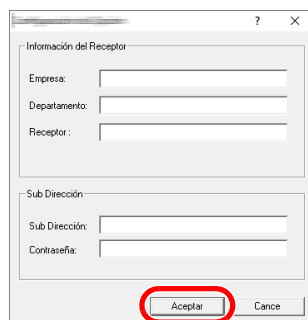 ? ×
Información del Receptor
Empresa:
Departamento:
Receptor :
Sub Dirección
Sub Dirección:
Contraseña:
Aceptar Cance